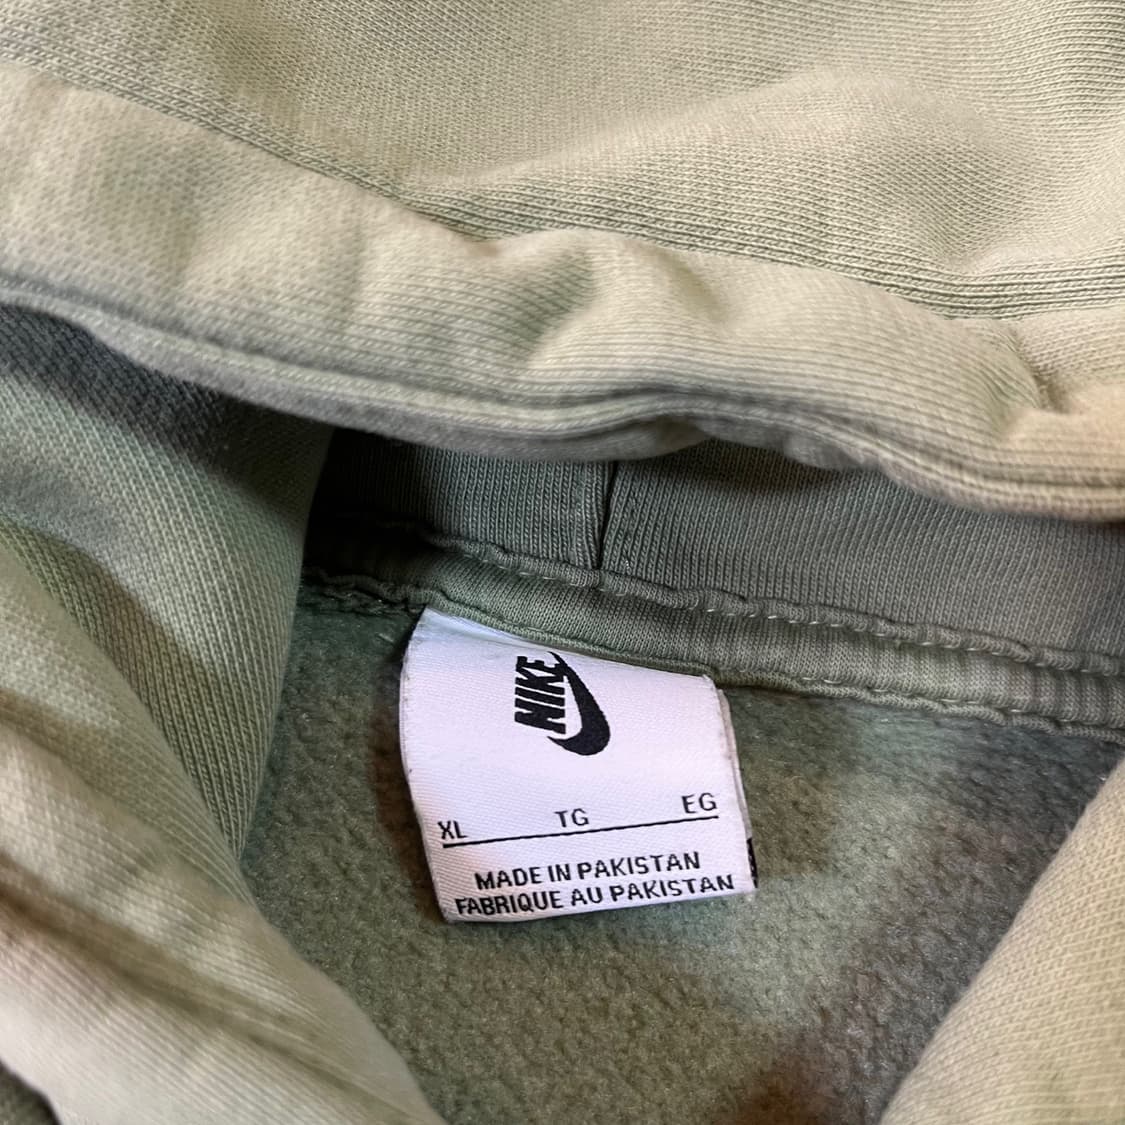 NIKE
XL TG EG
MADE IN PAKISTAN
FABRIQUE AU PAKISTAN